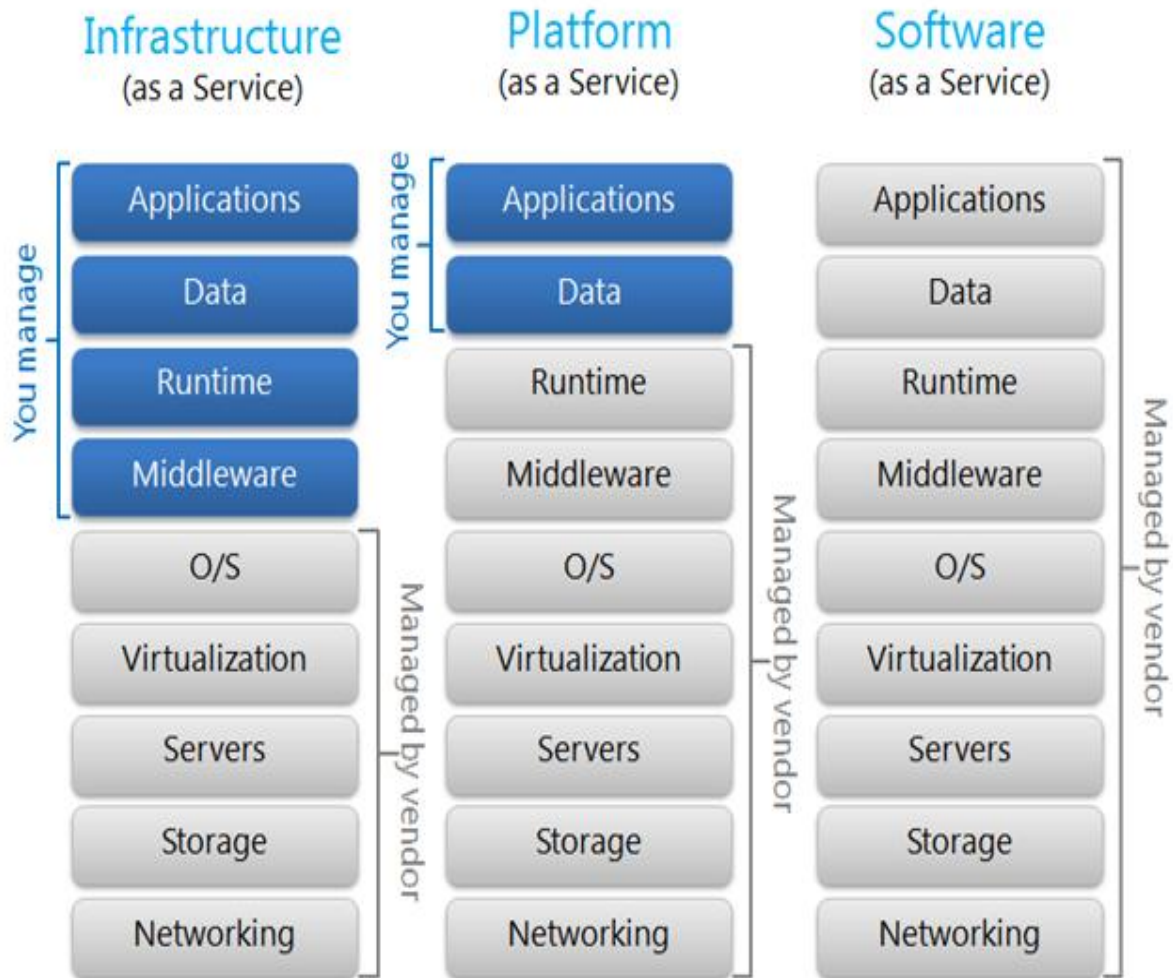 Infrastructure
(as a Service)
You manage
Applications
Data
Runtime
Middleware
O/S
Virtualization
Servers
Storage
Networking
Managed by vendor
Platform
(as a Service)
You manage
Applications
Data
Runtime
Middleware
O/S
Virtualization
Servers
Storage
Networking
Managed by vendor
Software
(as a Service)
Applications
Data
Runtime
Middleware
O/S
Virtualization
Servers
Storage
Networking
Managed by vendor